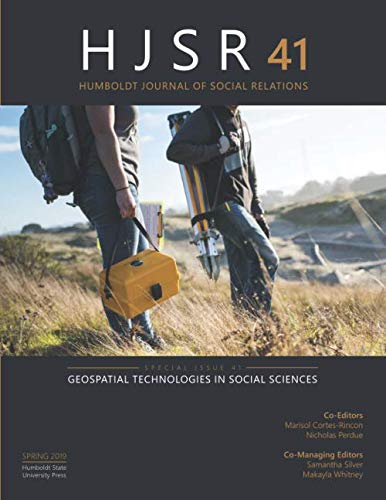 HJSR 41
HUMBOLDT JOURNAL OF SOCIAL RELATIONS
SPECIAL ISSUE 41
GEOSPATIAL TECHNOLOGIES IN SOCIAL SCIENCES
Co-Editors
Marisol Cortes-Rincon
Nicholas Perdue
Co-Managing Editors
Samantha Silver
Makayla Whitney
SPRING 2019
Humboldt State
University Press